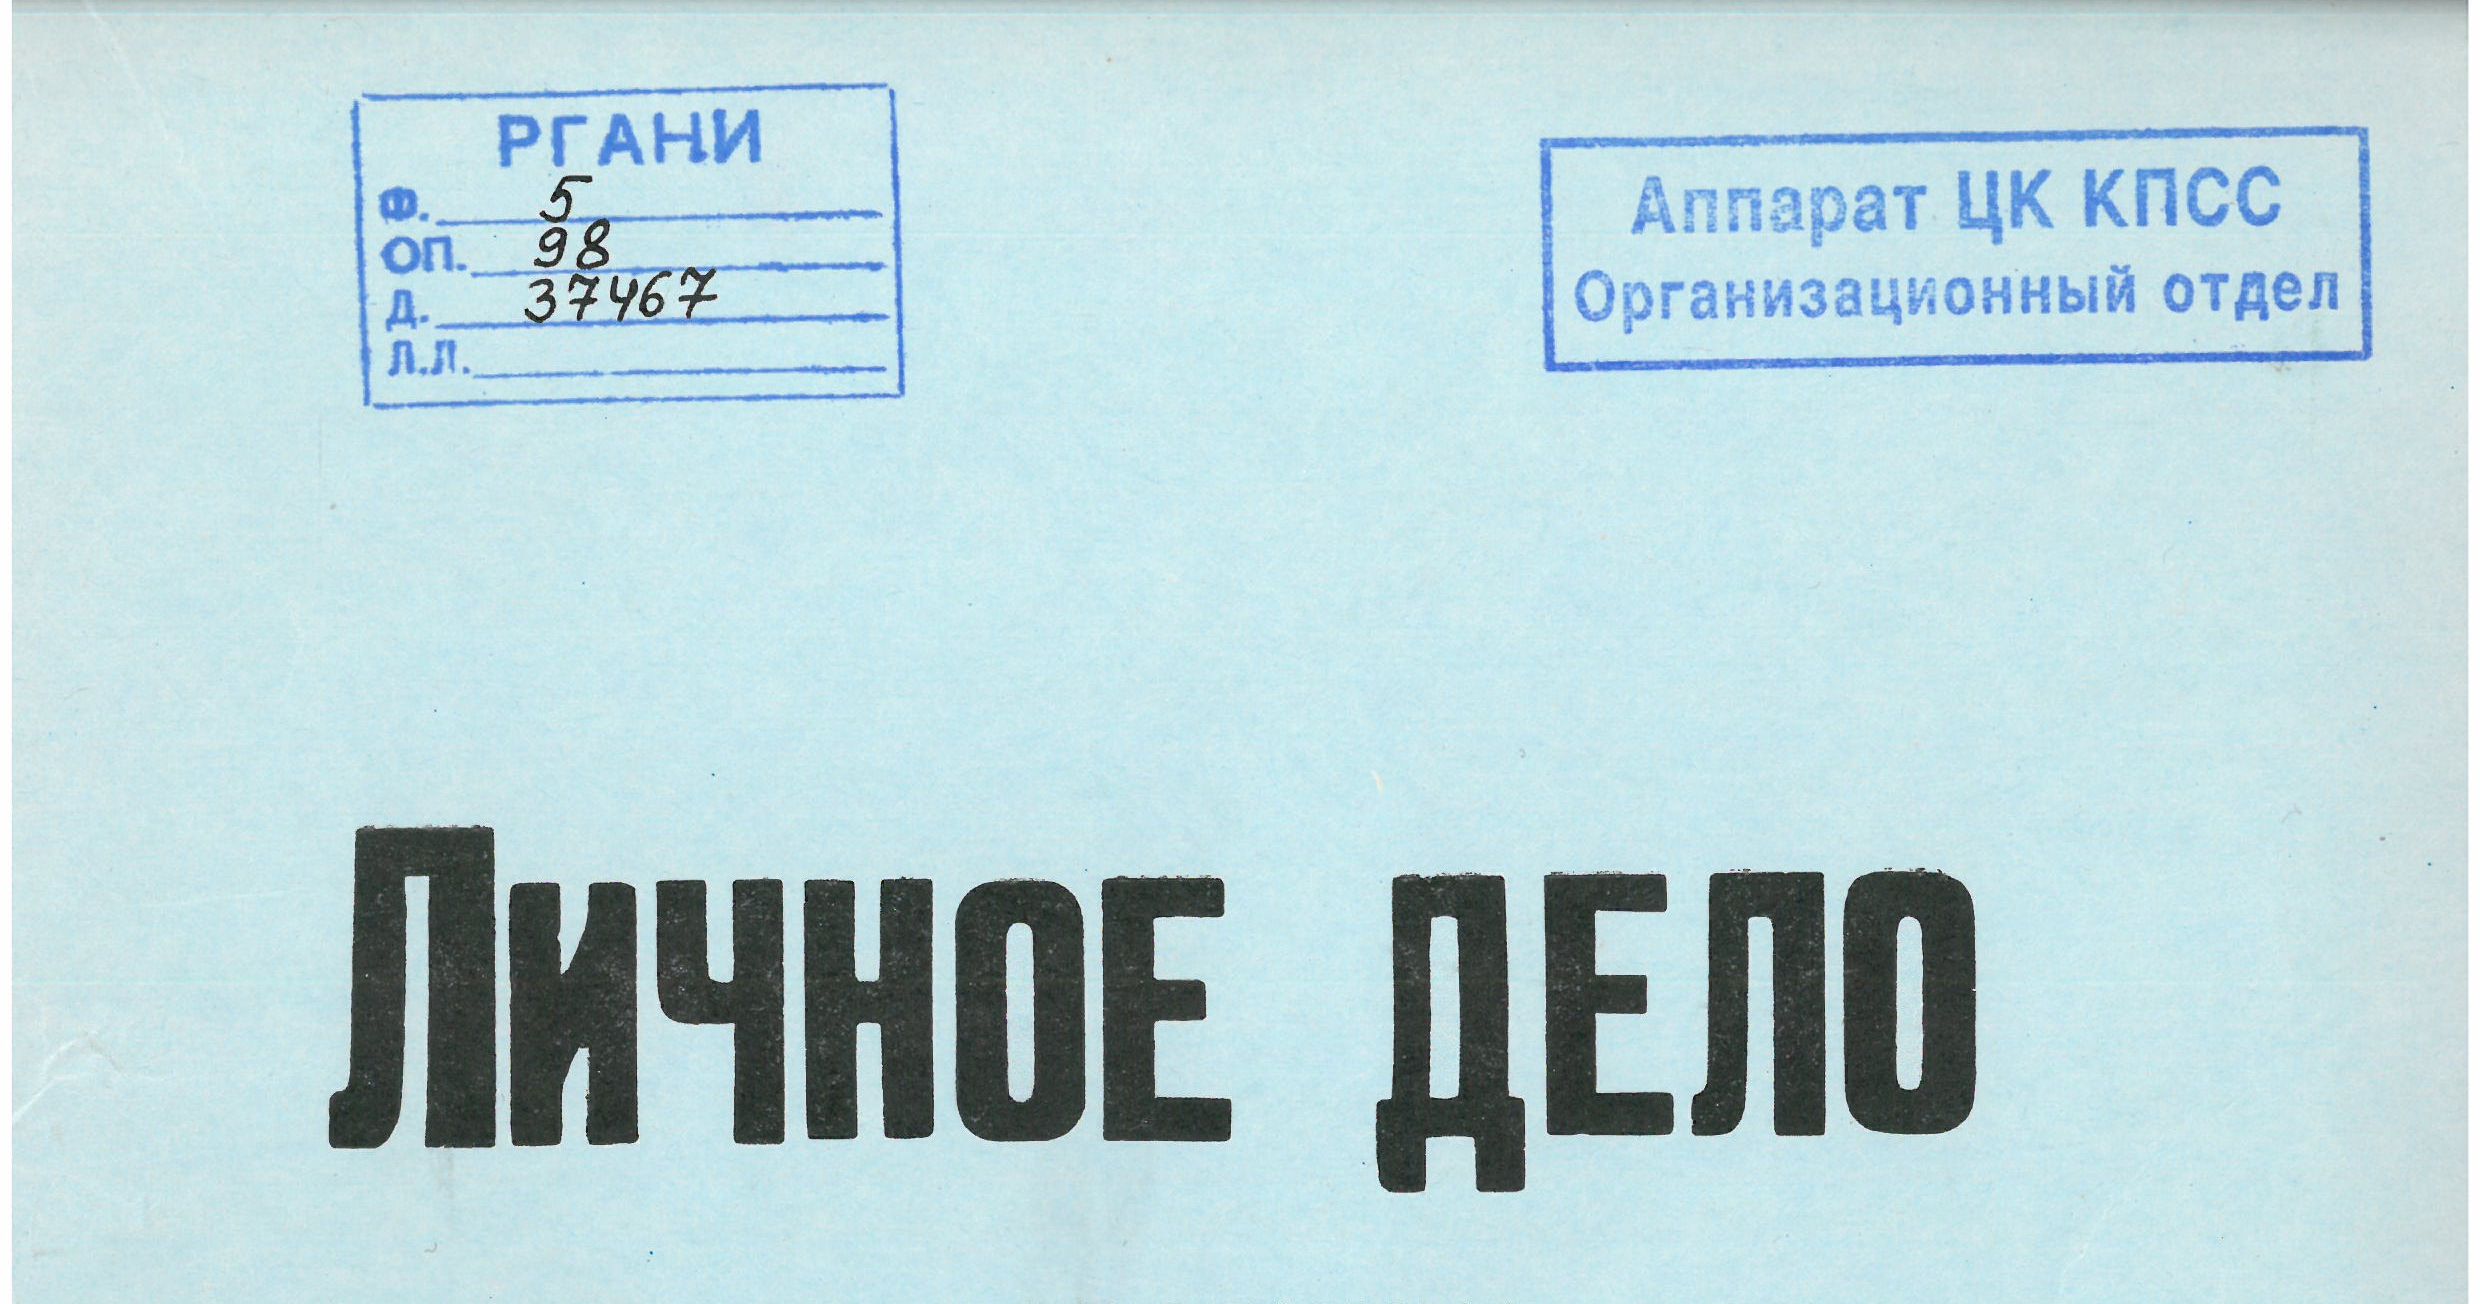 РГАНИ
Ф. 5
ОП. 98
Д. 37467
Л.Л.
Аппарат ЦК КПСС
Организационный отдел
Личное дело